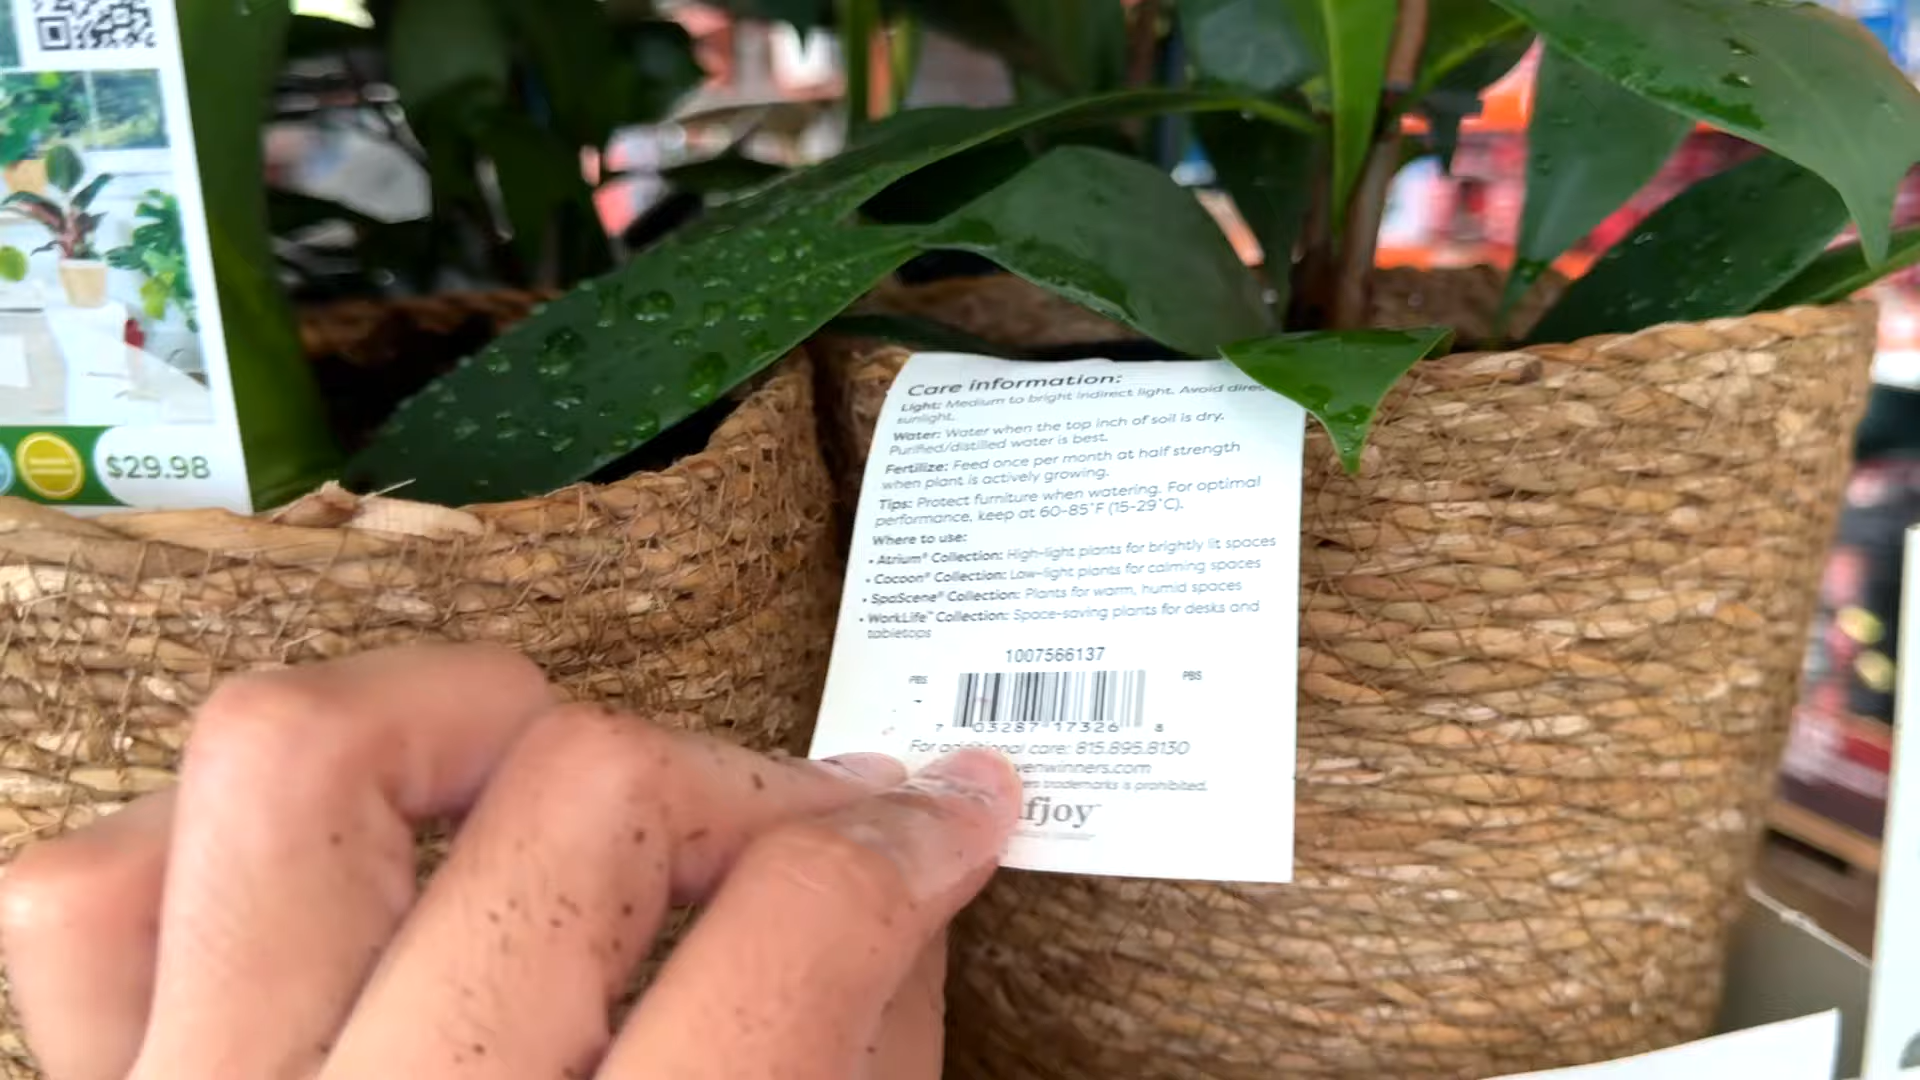 $29.98
Care information:
Light: Medium to bright indirect light. Avoid
sunlight.
Water: Water when the top inch of soil is dry.
Purified/distilled water is best.
Fertilize: Feed once per month at half strength
when plant is actively growing.
Tips: Protect furniture when watering. For optimal
performance, keep at 60-85°F (15-29°C).
Where to use:
• Atrium® Collection: High-light plants for brightly lit spaces
• Cocoon® Collection: Low-light plants for calming spaces
• SpaScene® Collection: Plants for warm, humid spaces
• WorkLife™ Collection: Space-saving plants for desks and
tabletops
1007566137
PBS PBS
7 03287 17326 8
For additional care: 815.895.8130
venwinners.com
trademarks is prohibited.
fjoy